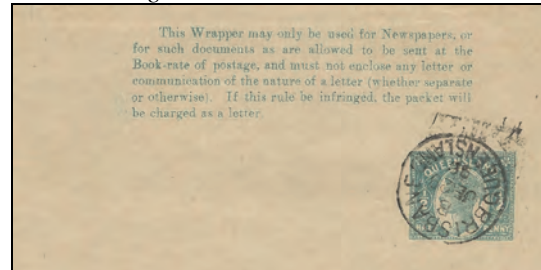 This Wrapper may only be used for Newspapers, or
for such documents as are allowed to be sent at the
Book-rate of postage, and must not enclose any letter or
communication of the nature of a letter (whether separate
or otherwise). If this rule be infringed, the packet will
be charged as a letter.
BRISBANE
QUEENSLAND
QUEENSLAND